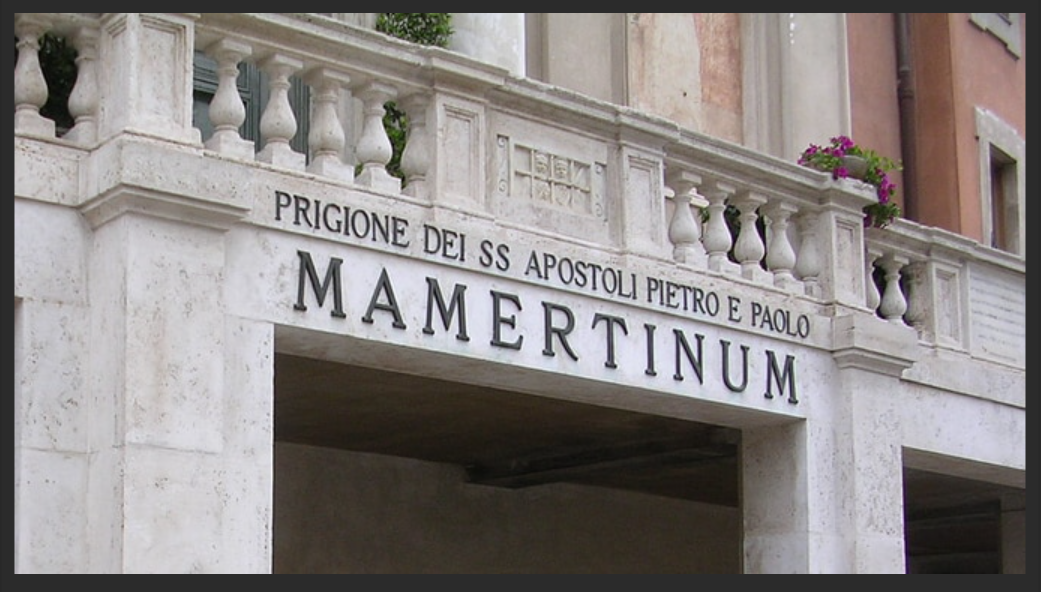 PRIGIONE DEI SS APOSTOLI PIETRO E PAOLO
MAMERTINUM